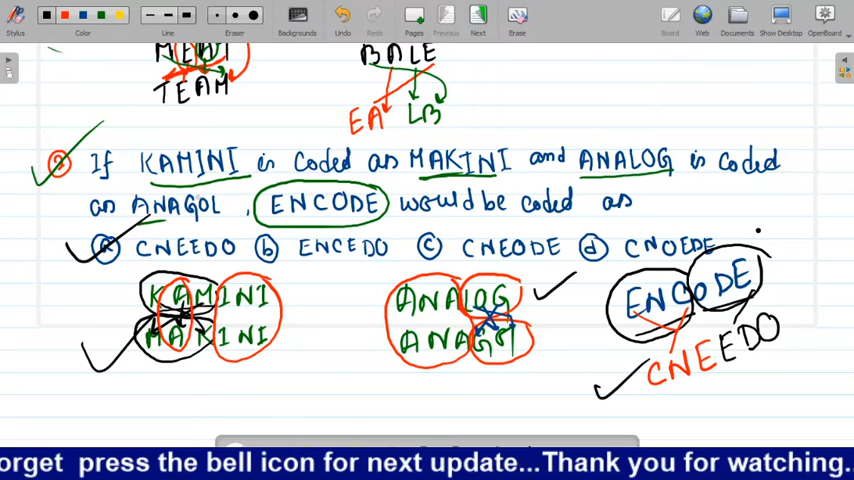 Stylus Color Line Eraser Backgrounds Undo Redo Pages Previous Next Erase Board Web Documents Show Desktop OpenBoard
MEAT BALE
TEAM EA LB
Q If KAMINI is coded as MAKINI and ANALOG is coded
as ANAGOL, ENCODE would be coded as
a CNEEDO b ENCEDO c CNEODE d CNOEDE
KAMINI ANALOG ENCODE
MAKINI ANAGOL CNEEDO
orget press the bell icon for next update...Thank you for watching..